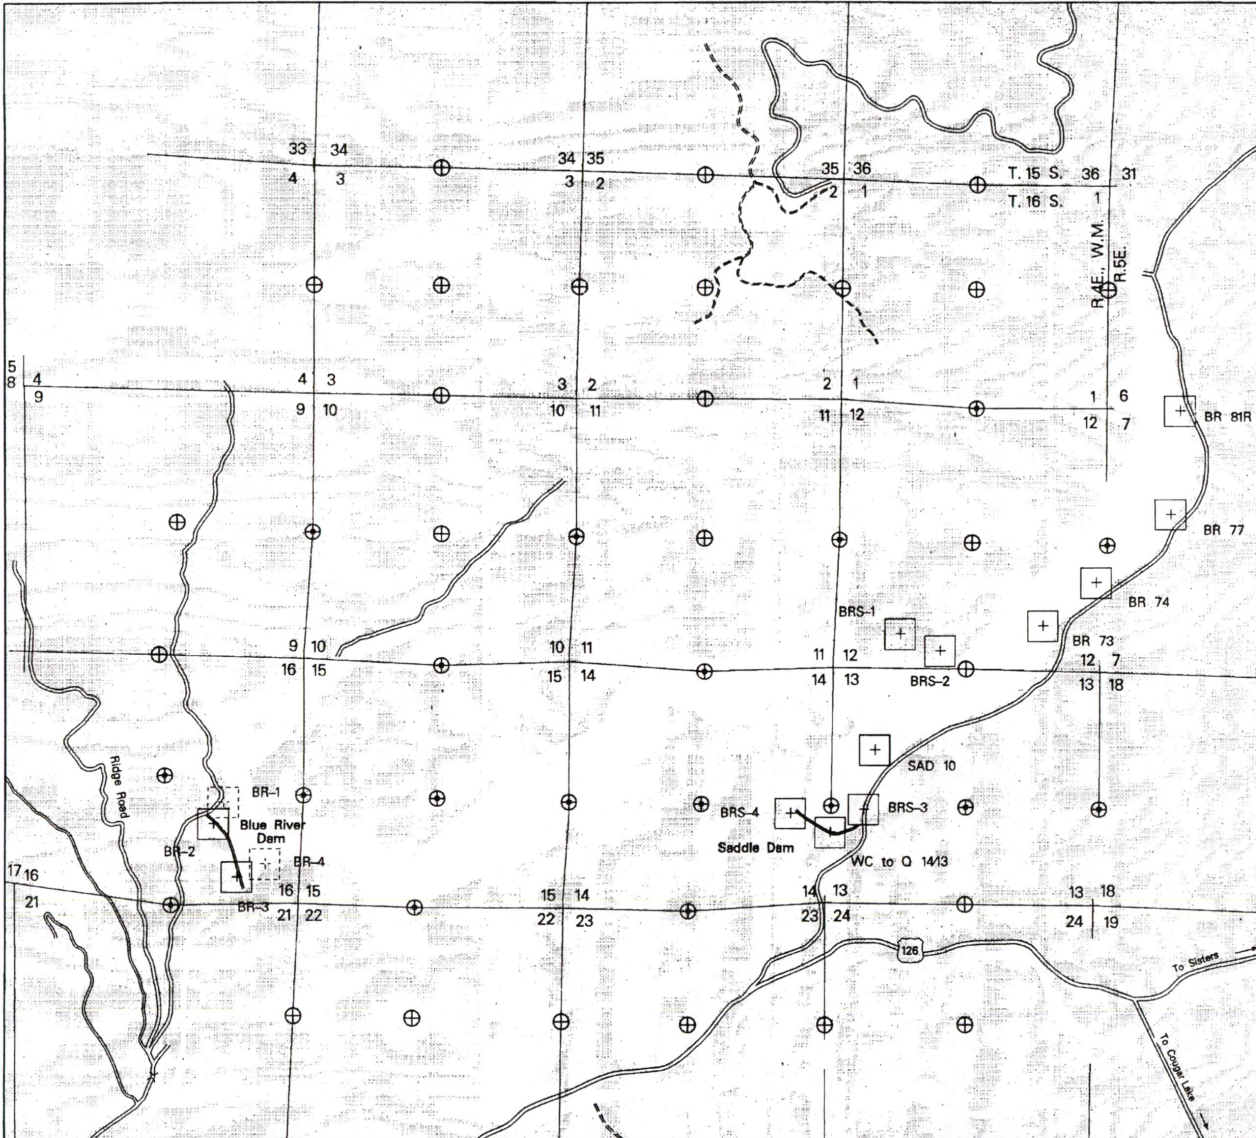 33 34
34 35
35 36
T. 15 S.
36 31
4 3
3 2
2 1
T. 16 S.
1
R.4E., W.M.
R.5E.
5
8 4
9
4 3
3 2
2 1
1 6
9 10
10 11
11 12
12 7
BR 81R
BR 77
BR 74
BRS-1
BR 73
9 10
10 11
11 12
12 7
16 15
15 14
14 13
BRS-2
13 18
SAD 10
Ridge Road
BR-1
BRS-4
BRS-3
Blue River
Dam
Saddle Dam
BR-2
BR-4
WC to Q 14/13
17 16
16 15
15 14
14 13
13 18
21
BR-3
21 22
22 23
23 24
24 19
126
To Sisters
To Cougar Lake